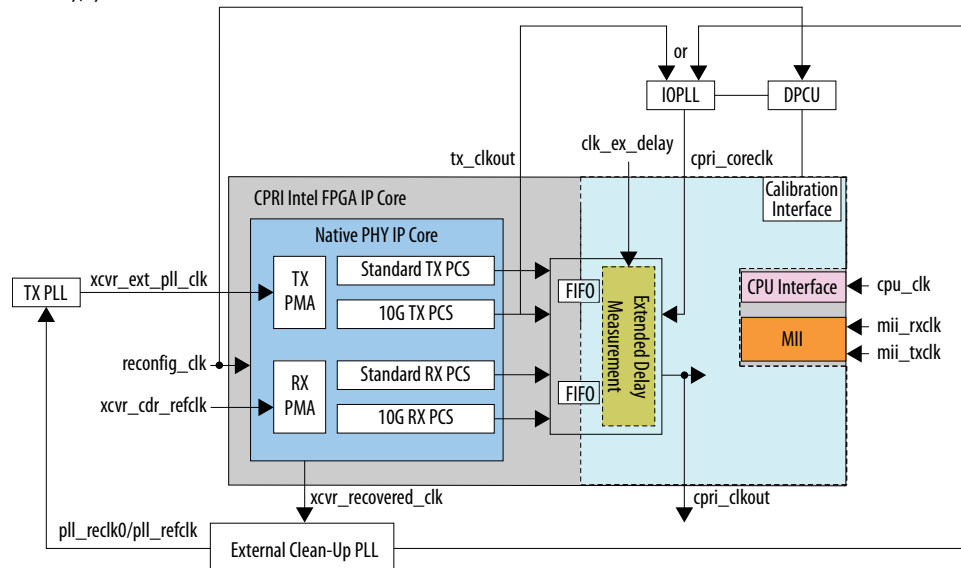 or
IOPLL
DPCU
clk_ex_delay
tx_clkout
cpri_coreclk
CPRI Intel FPGA IP Core
Calibration
Interface
Native PHY IP Core
xcvr_ext_pll_clk
TX PLL
TX
PMA
Standard TX PCS
10G TX PCS
FIFO
Extended Delay
Measurement
CPU Interface
cpu_clk
MII
mii_rxclk
mii_txclk
reconfig_clk
xcvr_cdr_refclk
RX
PMA
Standard RX PCS
10G RX PCS
FIFO
xcvr_recovered_clk
cpri_clkout
pll_reclk0/pll_refclk
External Clean-Up PLL